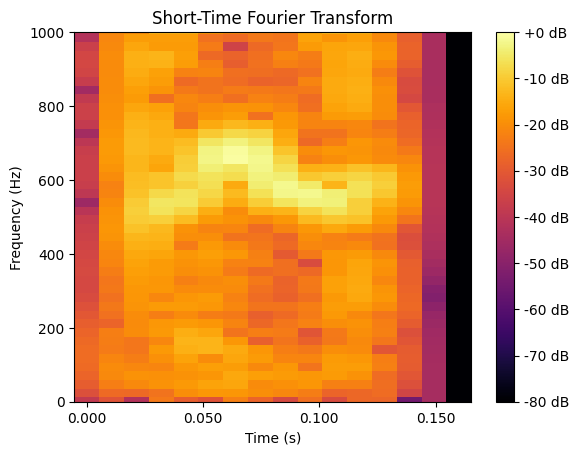 Short-Time Fourier Transform
Frequency (Hz)
1000
800
600
400
200
0
0.000
0.050
0.100
0.150
Time (s)
+0 dB
-10 dB
-20 dB
-30 dB
-40 dB
-50 dB
-60 dB
-70 dB
-80 dB